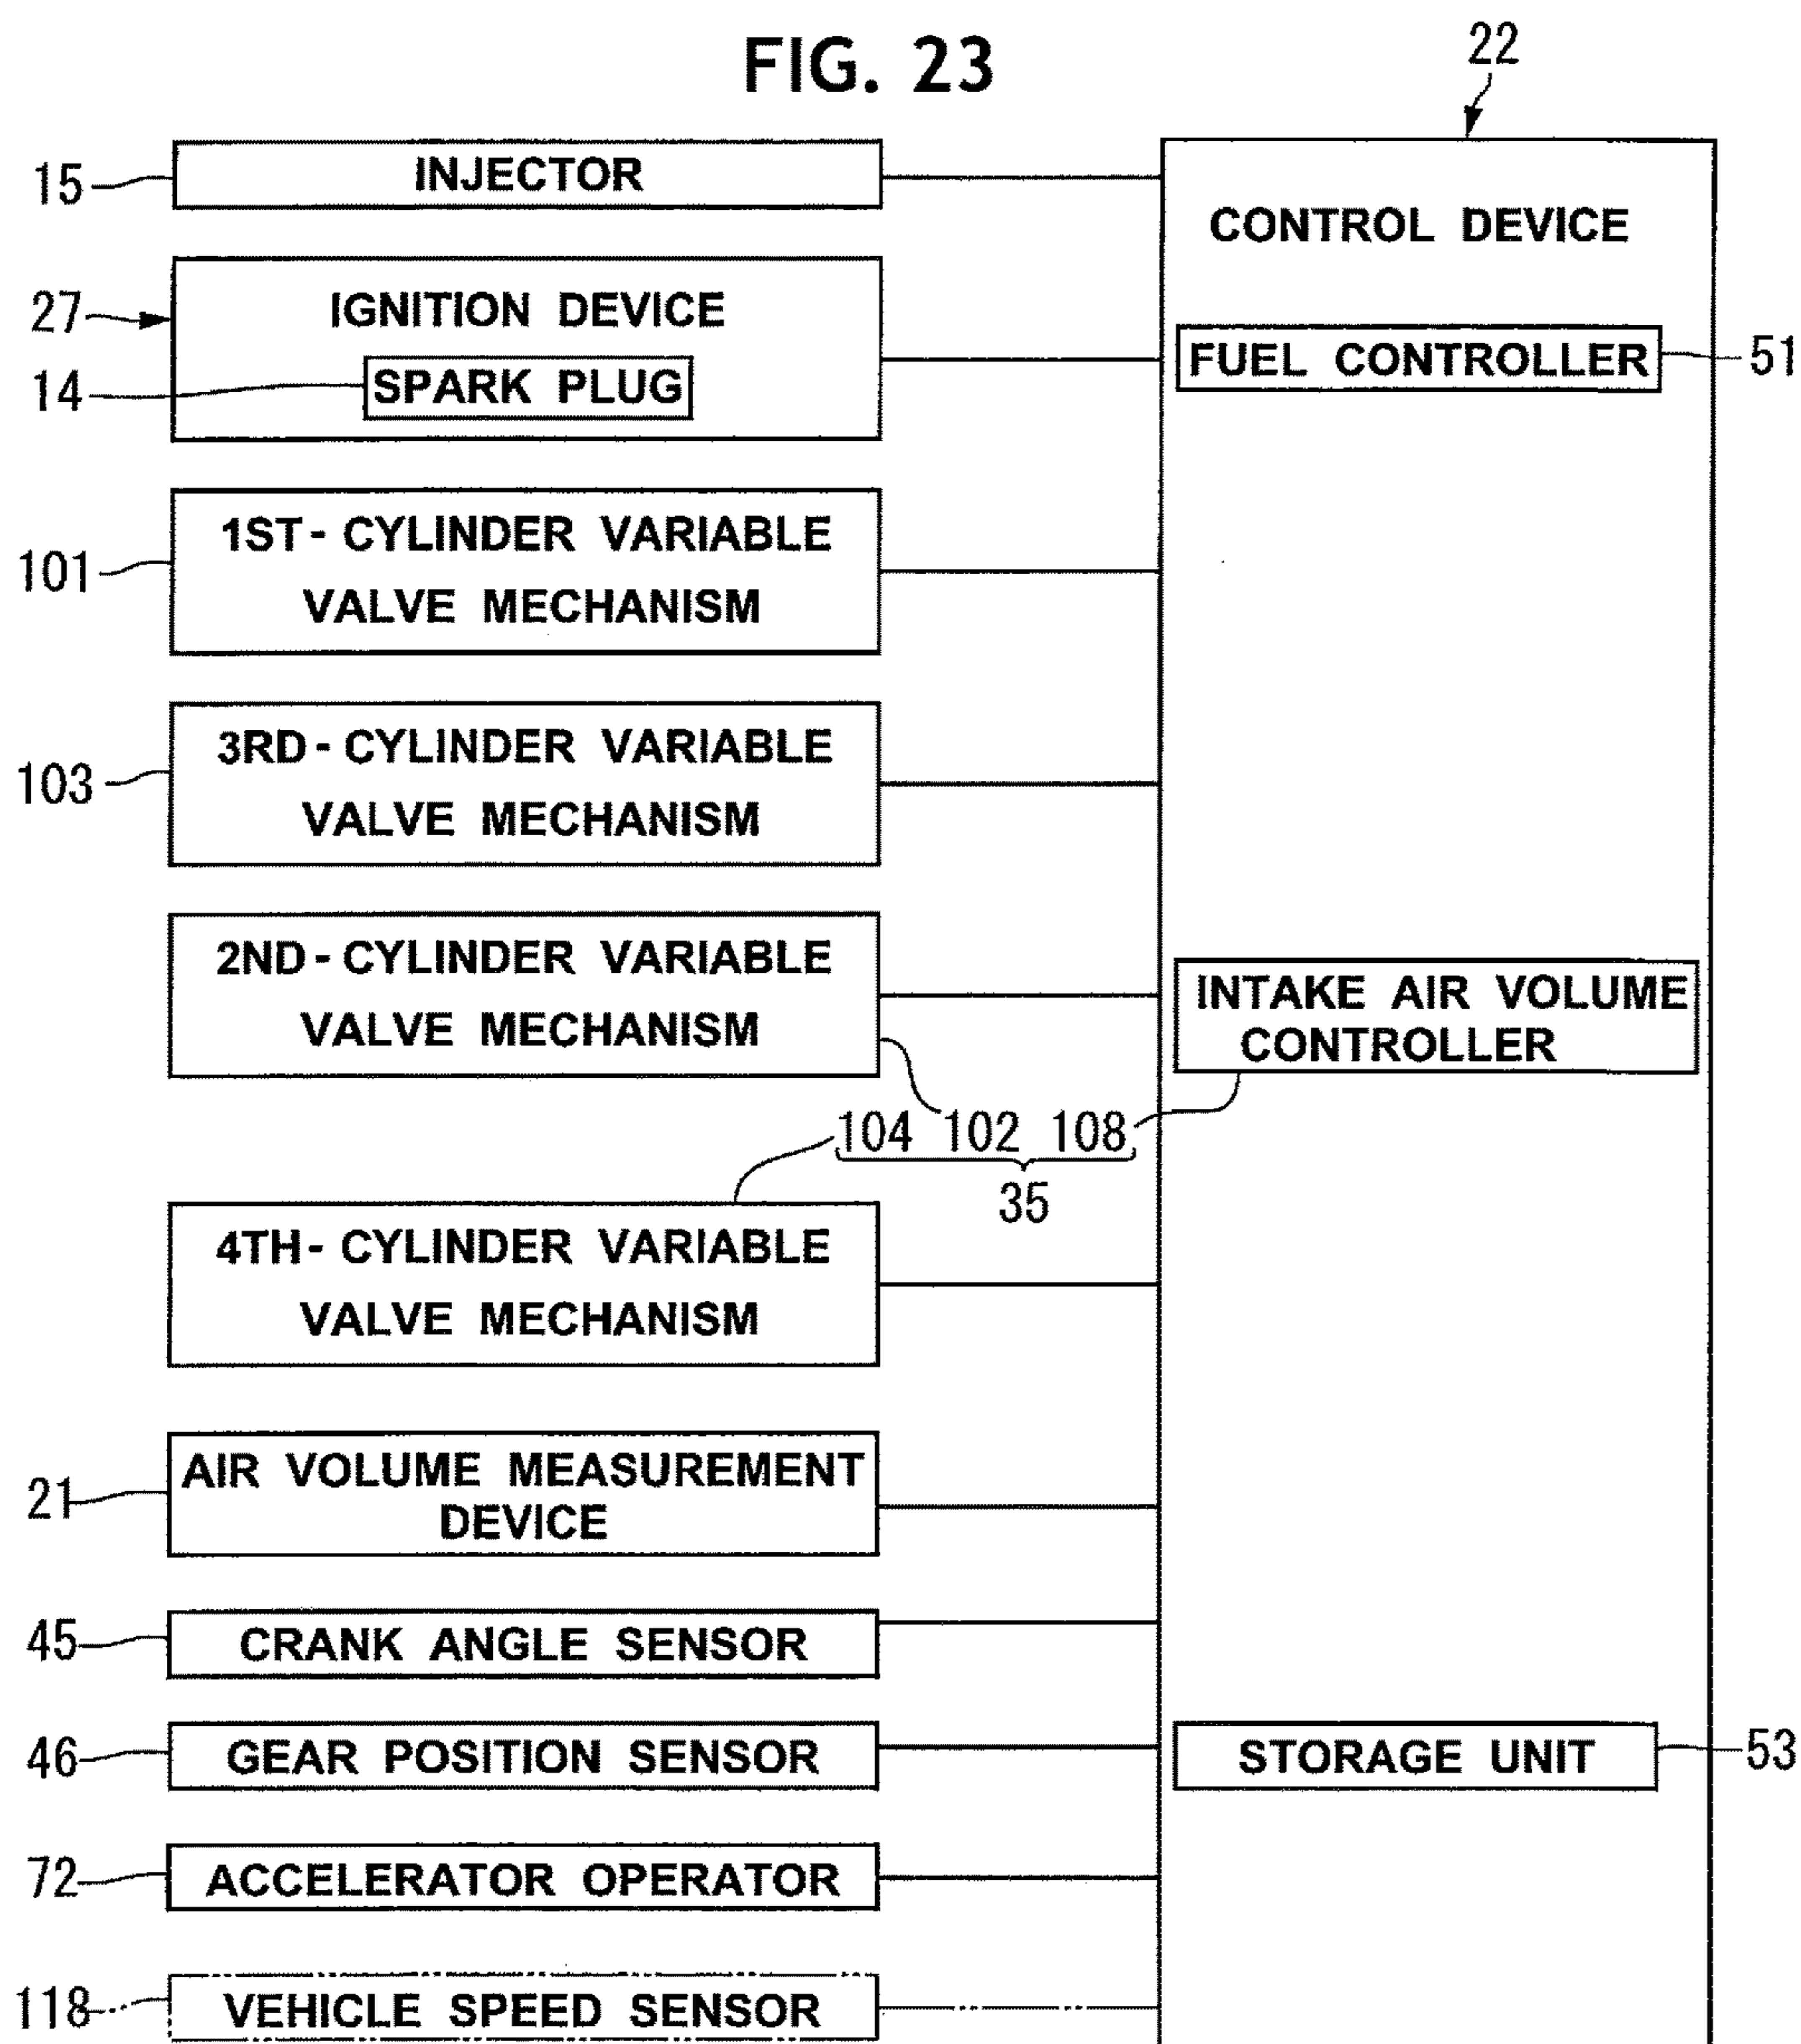 FIG. 23
22
15
INJECTOR
CONTROL DEVICE
27
IGNITION DEVICE
14
SPARK PLUG
FUEL CONTROLLER
51
101
1ST- CYLINDER VARIABLE
VALVE MECHANISM
103
3RD- CYLINDER VARIABLE
VALVE MECHANISM
2ND- CYLINDER VARIABLE
VALVE MECHANISM
INTAKE AIR VOLUME
CONTROLLER
104 102 108
35
4TH- CYLINDER VARIABLE
VALVE MECHANISM
21
AIR VOLUME MEASUREMENT
DEVICE
45
CRANK ANGLE SENSOR
46
GEAR POSITION SENSOR
STORAGE UNIT
53
72
ACCELERATOR OPERATOR
118
VEHICLE SPEED SENSOR